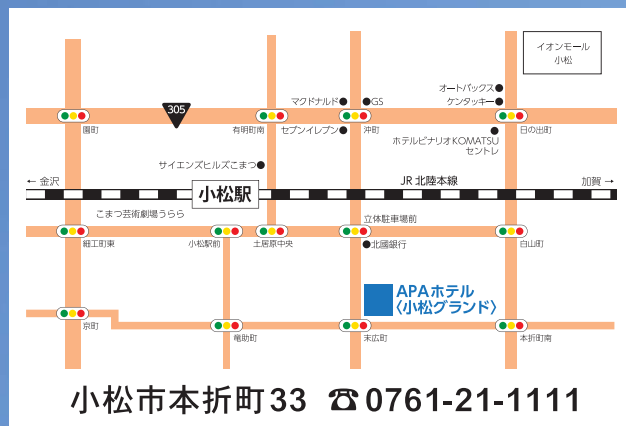 イオンモール
小松
オートバックス
マクドナルド
GS
ケンタッキー
305
園町
有明町南
セブンイレブン
沖町
日の出町
ホテルビナリオKOMATSU
セントレ
サイエンズヒルズこまつ
← 金沢
小松駅
JR 北陸本線
加賀 →
こまつ芸術劇場うらら
立体駐車場前
細工町東
小松駅前
土居原中央
北國銀行
白山町
APAホテル
〈小松グランド〉
京町
竜助町
末広町
本折町南
小松市本折町33 ☎0761-21-1111